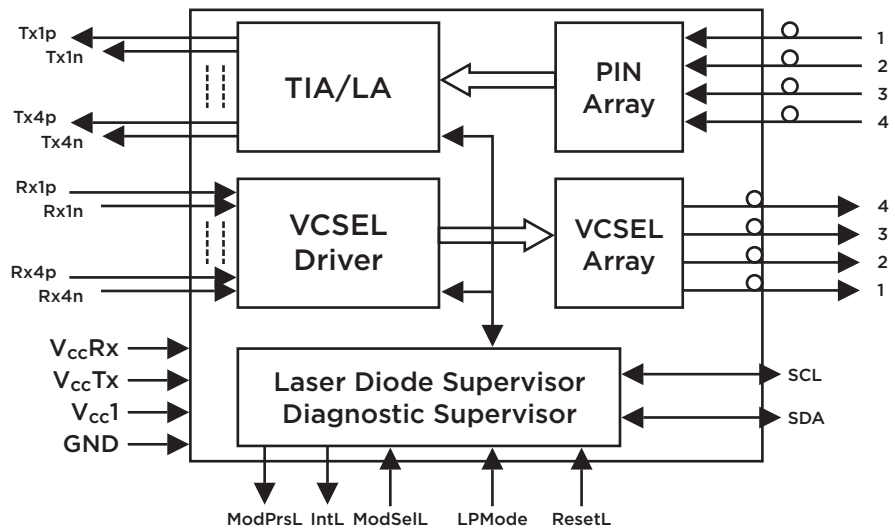 Tx1p
Tx1n
Tx4p
Tx4n
TIA/LA
PIN
Array
1
2
3
4
Rx1p
Rx1n
Rx4p
Rx4n
VCSEL
Driver
VCSEL
Array
4
3
2
1
VccRx
VccTx
Vcc1
GND
Laser Diode Supervisor
Diagnostic Supervisor
SCL
SDA
ModPrsL IntL ModSelL LPMode ResetL